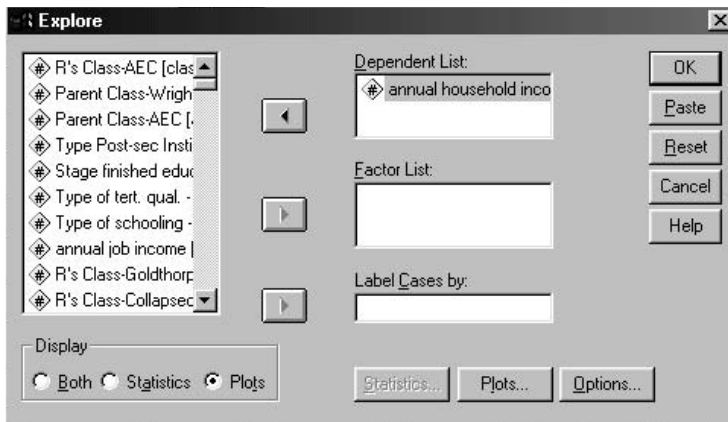 Explore
R's Class-AEC [clas
Parent Class-Wrigh
Parent Class-AEC [
Type Post-sec Insti
Stage finished educ
Type of tert. qual. -
Type of schooling -
annual job income [
R's Class-Goldthorp
R's Class-Collapsed
Dependent List:
annual household inco
Factor List:
Label Cases by:
OK
Paste
Reset
Cancel
Help
Display
Both Statistics Plots
Statistics... Plots... Options...